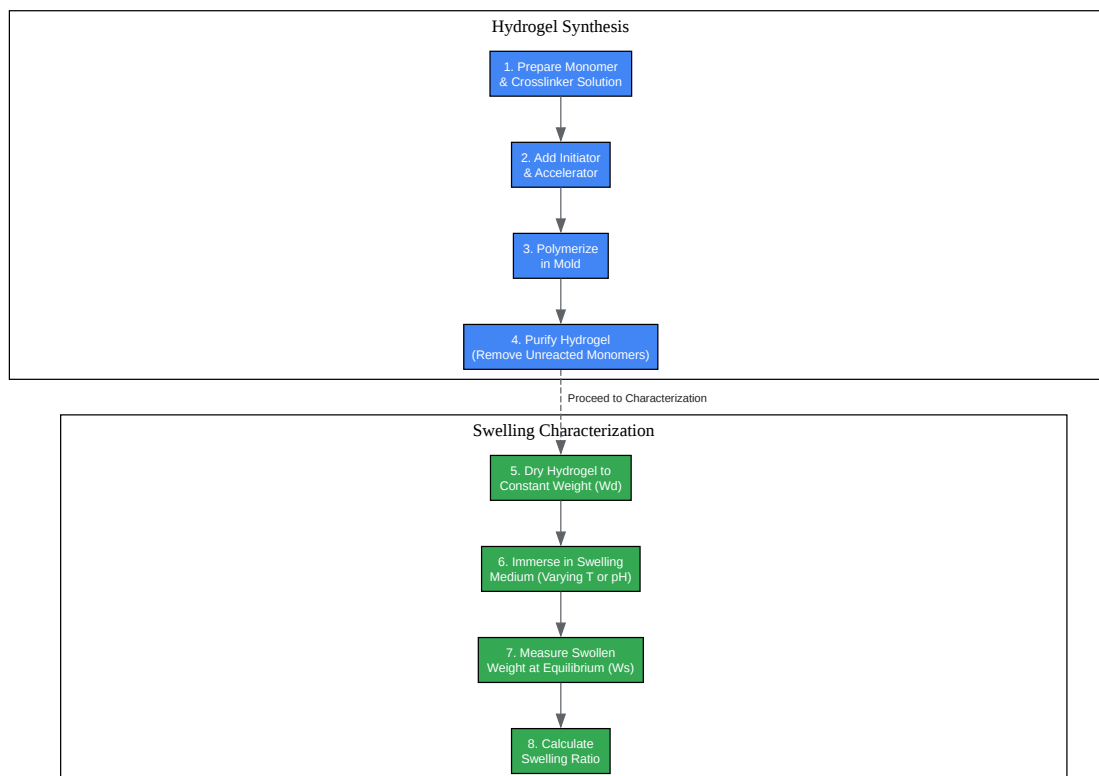 Hydrogel Synthesis
1. Prepare Monomer
& Crosslinker Solution
2. Add Initiator
& Accelerator
3. Polymerize
in Mold
4. Purify Hydrogel
(Remove Unreacted Monomers)
Proceed to Characterization
Swelling Characterization
5. Dry Hydrogel to
Constant Weight (Wd)
6. Immerse in Swelling
Medium (Varying T or pH)
7. Measure Swollen
Weight at Equilibrium (Ws)
8. Calculate
Swelling Ratio